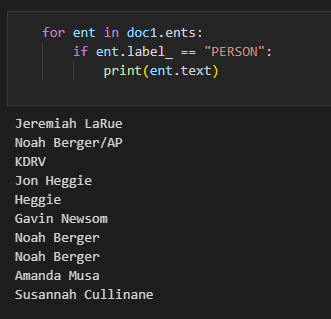 for ent in doc1.ents:
    if ent.label_ == "PERSON":
        print(ent.text)
Jeremiah LaRue
Noah Berger/AP
KDRV
Jon Heggie
Heggie
Gavin Newsom
Noah Berger
Noah Berger
Amanda Musa
Susannah Cullinane